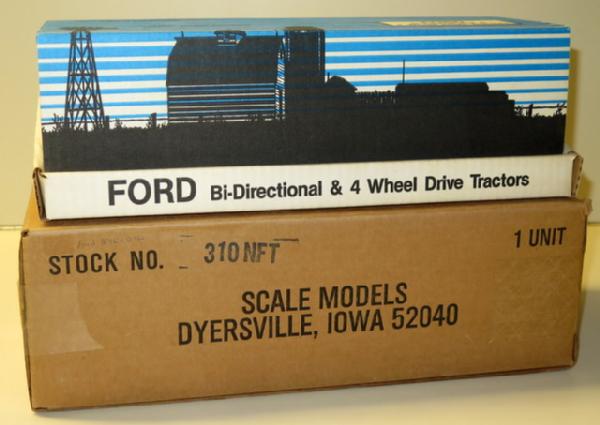 FORD Bi-Directional & 4 Wheel Drive Tractors
STOCK NO. 310NFT
1 UNIT
SCALE MODELS
DYERSVILLE, IOWA 52040